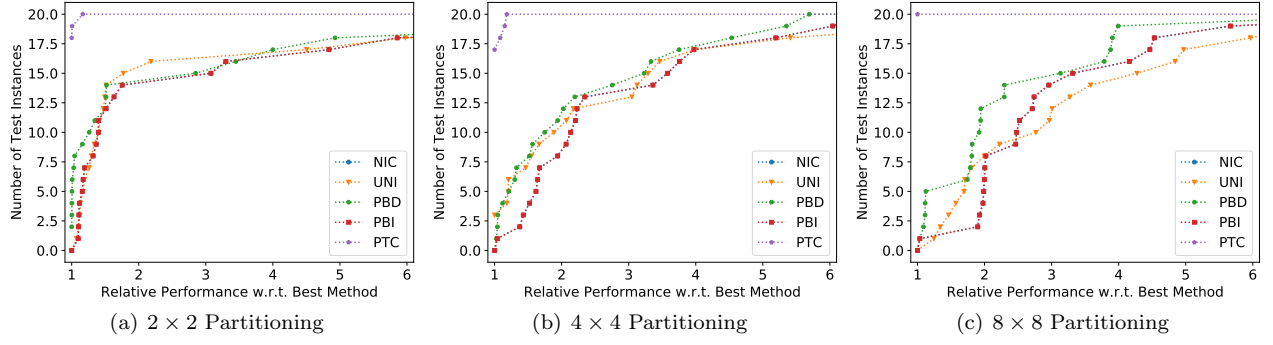 20.0
17.5
15.0
12.5
10.0
7.5
5.0
2.5
0.0
Number of Test Instances
1 2 3 4 5 6
Relative Performance w.r.t. Best Method
NIC
UNI
PBD
PBI
PTC
(a) 2 × 2 Partitioning
20.0
17.5
15.0
12.5
10.0
7.5
5.0
2.5
0.0
Number of Test Instances
1 2 3 4 5 6
Relative Performance w.r.t. Best Method
NIC
UNI
PBD
PBI
PTC
(b) 4 × 4 Partitioning
20.0
17.5
15.0
12.5
10.0
7.5
5.0
2.5
0.0
Number of Test Instances
1 2 3 4 5 6
Relative Performance w.r.t. Best Method
NIC
UNI
PBD
PBI
PTC
(c) 8 × 8 Partitioning